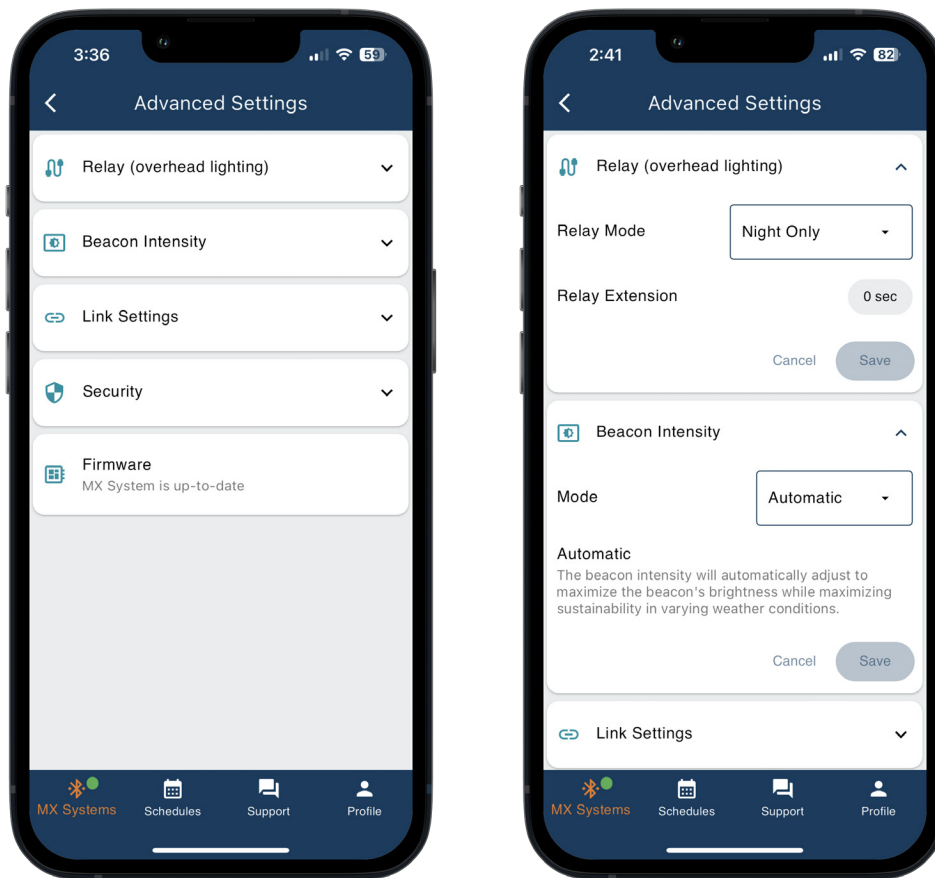 3:36
59
Advanced Settings
Relay (overhead lighting)
Beacon Intensity
Link Settings
Security
Firmware
MX System is up-to-date
MX Systems
Schedules
Support
Profile
2:41
82
Advanced Settings
Relay (overhead lighting)
Relay Mode
Night Only
Relay Extension
0 sec
Cancel
Save
Beacon Intensity
Mode
Automatic
Automatic
The beacon intensity will automatically adjust to
maximize the beacon's brightness while maximizing
sustainability in varying weather conditions.
Cancel
Save
Link Settings
MX Systems
Schedules
Support
Profile